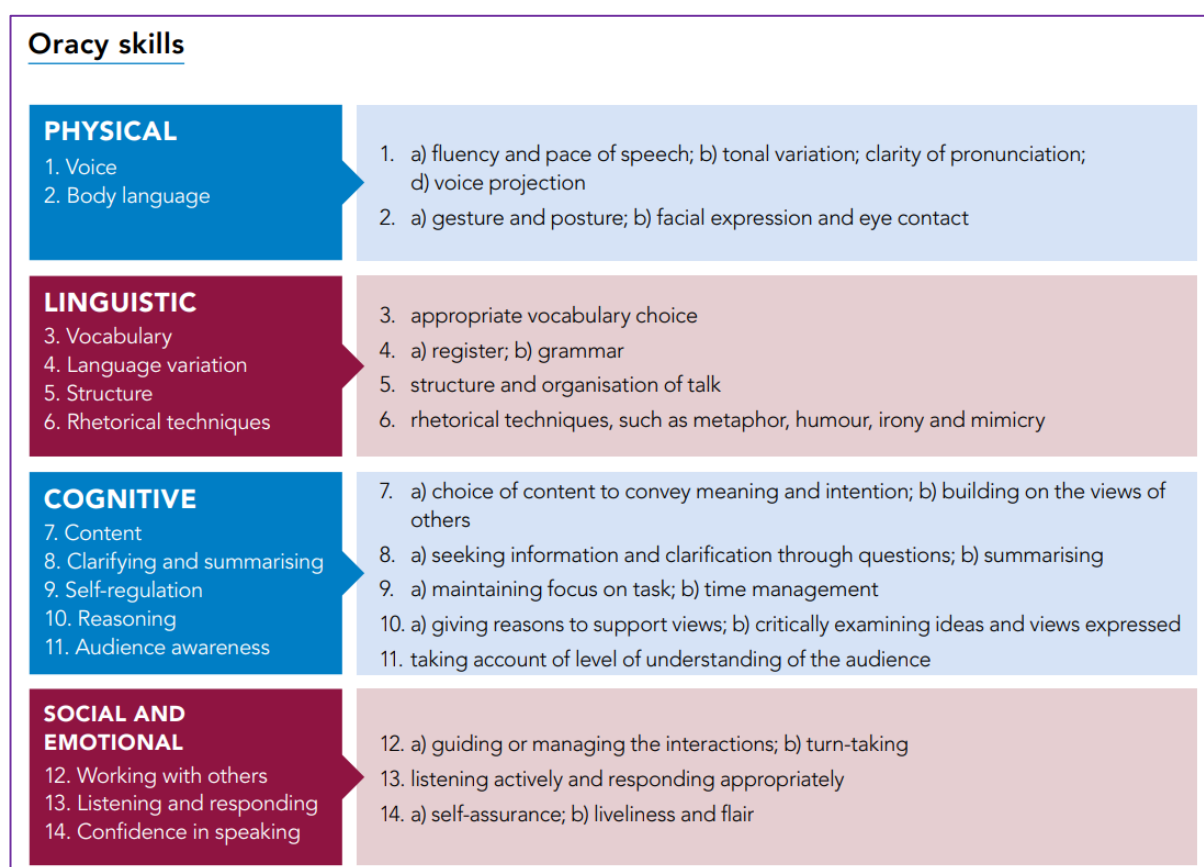 Oracy skills
PHYSICAL
1. Voice
2. Body language
1. a) fluency and pace of speech; b) tonal variation; clarity of pronunciation;
d) voice projection
2. a) gesture and posture; b) facial expression and eye contact
LINGUISTIC
3. Vocabulary
4. Language variation
5. Structure
6. Rhetorical techniques
3. appropriate vocabulary choice
4. a) register; b) grammar
5. structure and organisation of talk
6. rhetorical techniques, such as metaphor, humour, irony and mimicry
COGNITIVE
7. Content
8. Clarifying and summarising
9. Self-regulation
10. Reasoning
11. Audience awareness
7. a) choice of content to convey meaning and intention; b) building on the views of
others
8. a) seeking information and clarification through questions; b) summarising
9. a) maintaining focus on task; b) time management
10. a) giving reasons to support views; b) critically examining ideas and views expressed
11. taking account of level of understanding of the audience
SOCIAL AND
EMOTIONAL
12. Working with others
13. Listening and responding
14. Confidence in speaking
12. a) guiding or managing the interactions; b) turn-taking
13. listening actively and responding appropriately
14. a) self-assurance; b) liveliness and flair